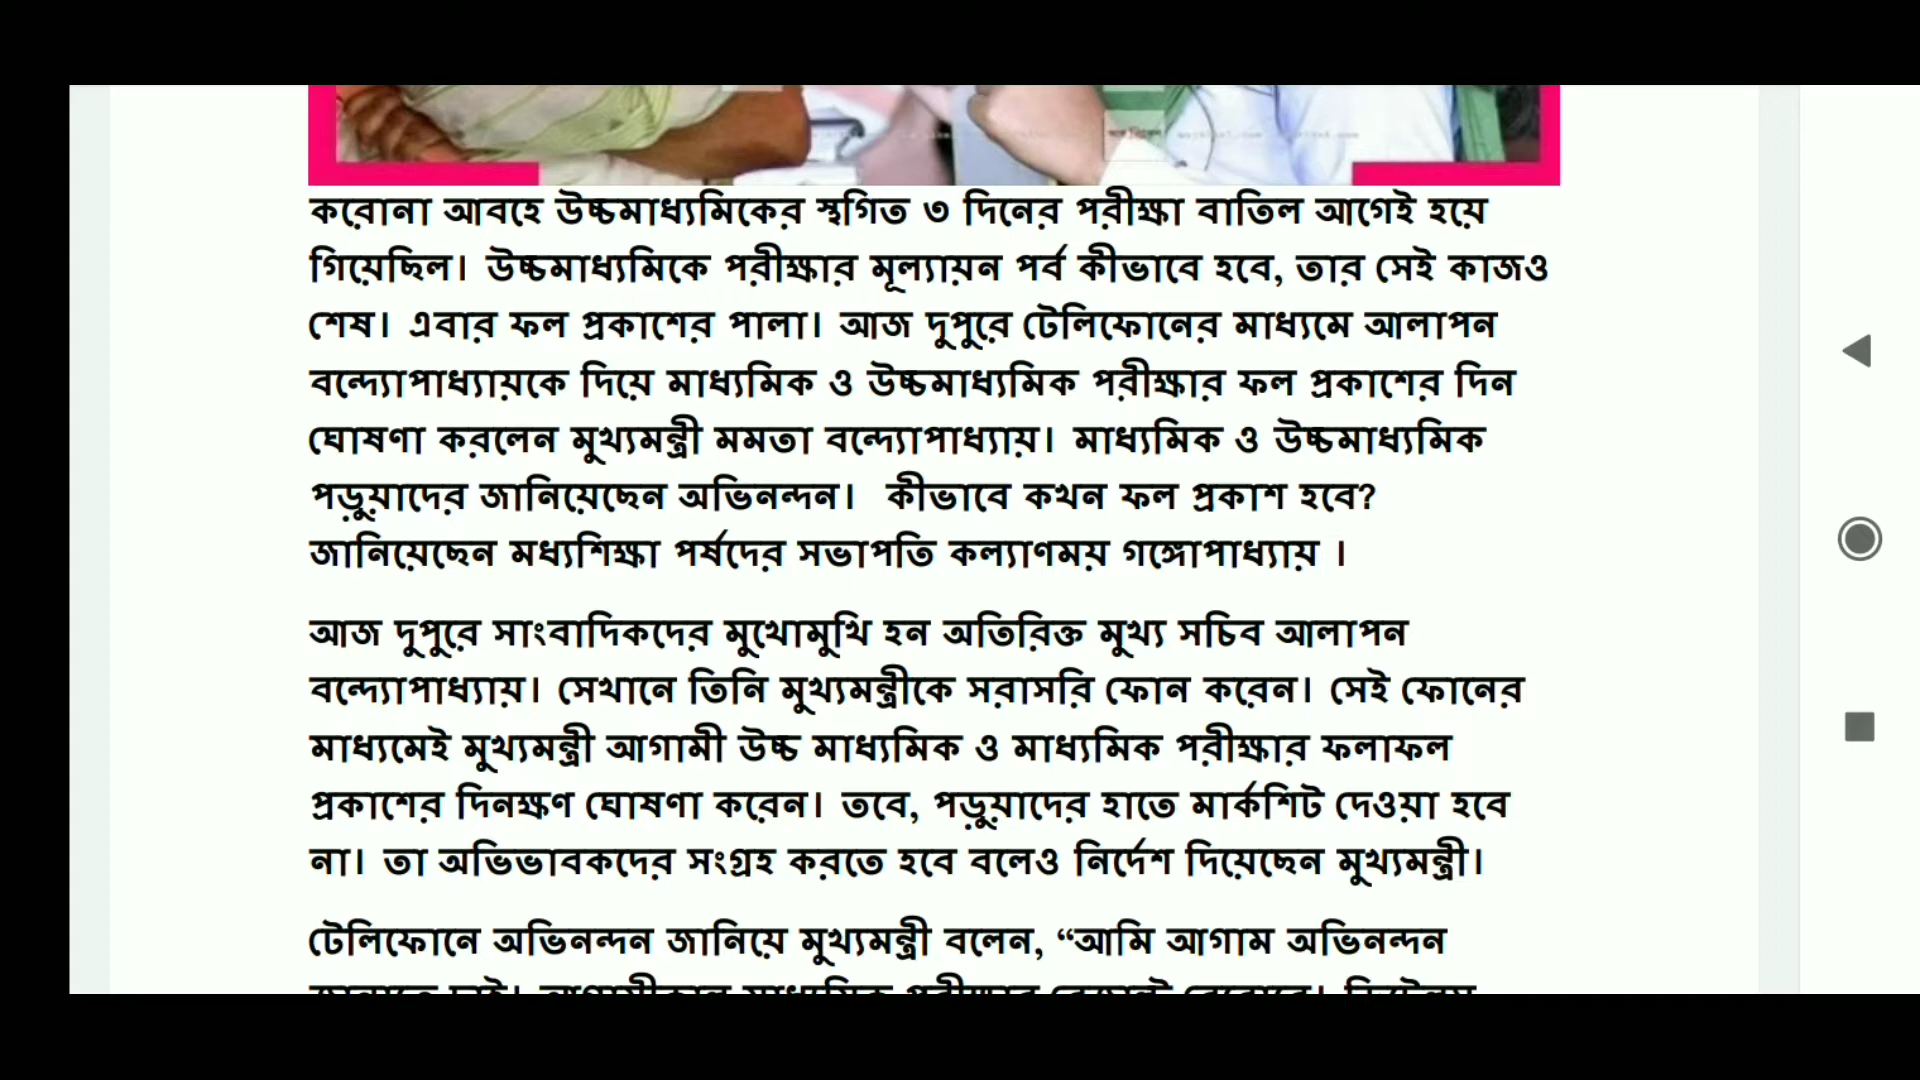 করোনা আবহে উচ্চমাধ্যমিকের স্থগিত ৩ দিনের পরীক্ষা বাতিল আগেই হয়ে
গিয়েছিল। উচ্চমাধ্যমিকে পরীক্ষার মূল্যায়ন পর্ব কীভাবে হবে, তার সেই কাজও
শেষ। এবার ফল প্রকাশের পালা। আজ দুপুরে টেলিফোনের মাধ্যমে আলাপন
বন্দ্যোপাধ্যায়কে দিয়ে মাধ্যমিক ও উচ্চমাধ্যমিক পরীক্ষার ফল প্রকাশের দিন
ঘোষণা করলেন মুখ্যমন্ত্রী মমতা বন্দ্যোপাধ্যায়। মাধ্যমিক ও উচ্চমাধ্যমিক
পড়ুয়াদের জানিয়েছেন অভিনন্দন। কীভাবে কখন ফল প্রকাশ হবে?
জানিয়েছেন মধ্যশিক্ষা পর্ষদের সভাপতি কল্যাণময় গঙ্গোপাধ্যায় ।
আজ দুপুরে সাংবাদিকদের মুখোমুখি হন অতিরিক্ত মুখ্য সচিব আলাপন
বন্দ্যোপাধ্যায়। সেখানে তিনি মুখ্যমন্ত্রীকে সরাসরি ফোন করেন। সেই ফোনের
মাধ্যমেই মুখ্যমন্ত্রী আগামী উচ্চ মাধ্যমিক ও মাধ্যমিক পরীক্ষার ফলাফল
প্রকাশের দিনক্ষণ ঘোষণা করেন। তবে, পড়ুয়াদের হাতে মার্কশিট দেওয়া হবে
না। তা অভিভাবকদের সংগ্রহ করতে হবে বলেও নির্দেশ দিয়েছেন মুখ্যমন্ত্রী।
টেলিফোনে অভিনন্দন জানিয়ে মুখ্যমন্ত্রী বলেন, “আমি আগাম অভিনন্দন